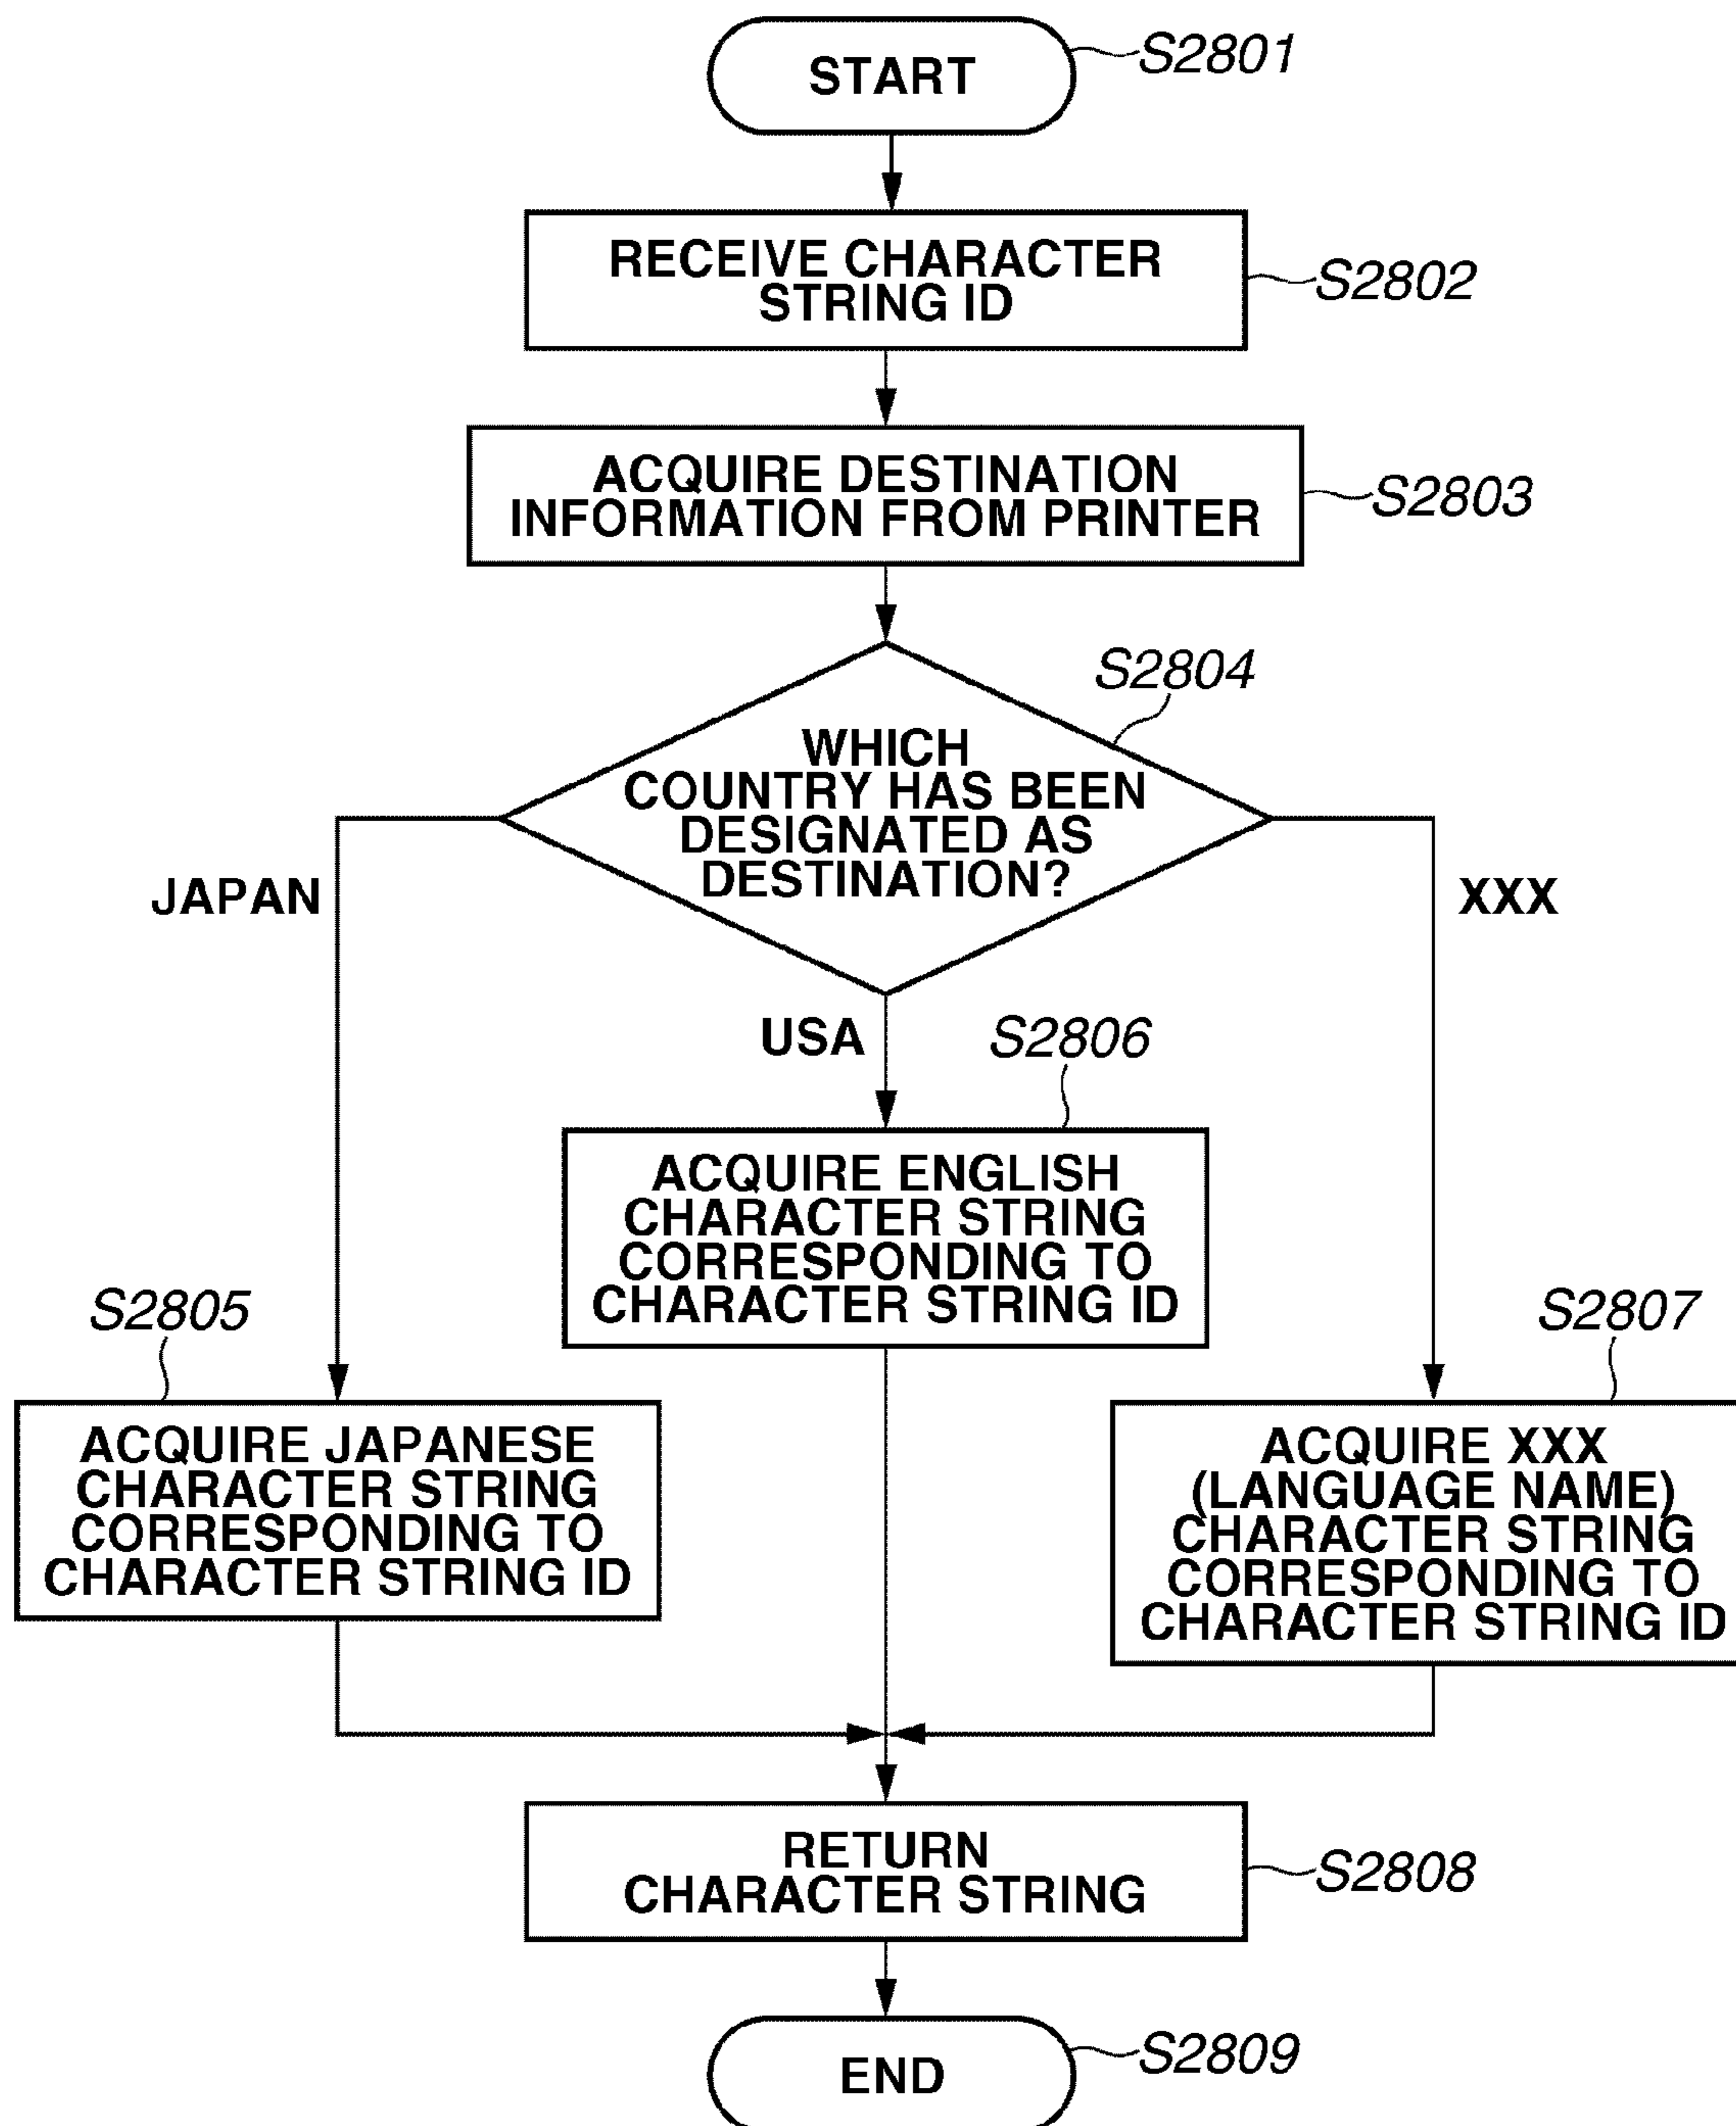 START
S2801
RECEIVE CHARACTER
STRING ID
S2802
ACQUIRE DESTINATION
INFORMATION FROM PRINTER
S2803
S2804
WHICH
COUNTRY HAS BEEN
DESIGNATED AS
DESTINATION?
JAPAN
XXX
USA
S2806
ACQUIRE ENGLISH
CHARACTER STRING
CORRESPONDING TO
CHARACTER STRING ID
S2805
ACQUIRE JAPANESE
CHARACTER STRING
CORRESPONDING TO
CHARACTER STRING ID
S2807
ACQUIRE XXX
(LANGUAGE NAME)
CHARACTER STRING
CORRESPONDING TO
CHARACTER STRING ID
RETURN
CHARACTER STRING
S2808
END
S2809